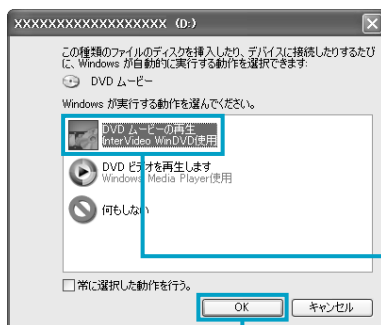 XXXXXXXXXXXXXXXXXX (D:)
この種類のファイルのディスクを挿入したり、デバイスに接続したりするたび
に、Windows が自動的に実行する動作を選択できます:
DVD ムービー
Windows が実行する動作を選んでください。
DVD ムービーの再生
InterVideo WinDVD使用
DVD ビデオを再生します
Windows Media Player使用
何もしない
常に選択した動作を行う。
OK
キャンセル